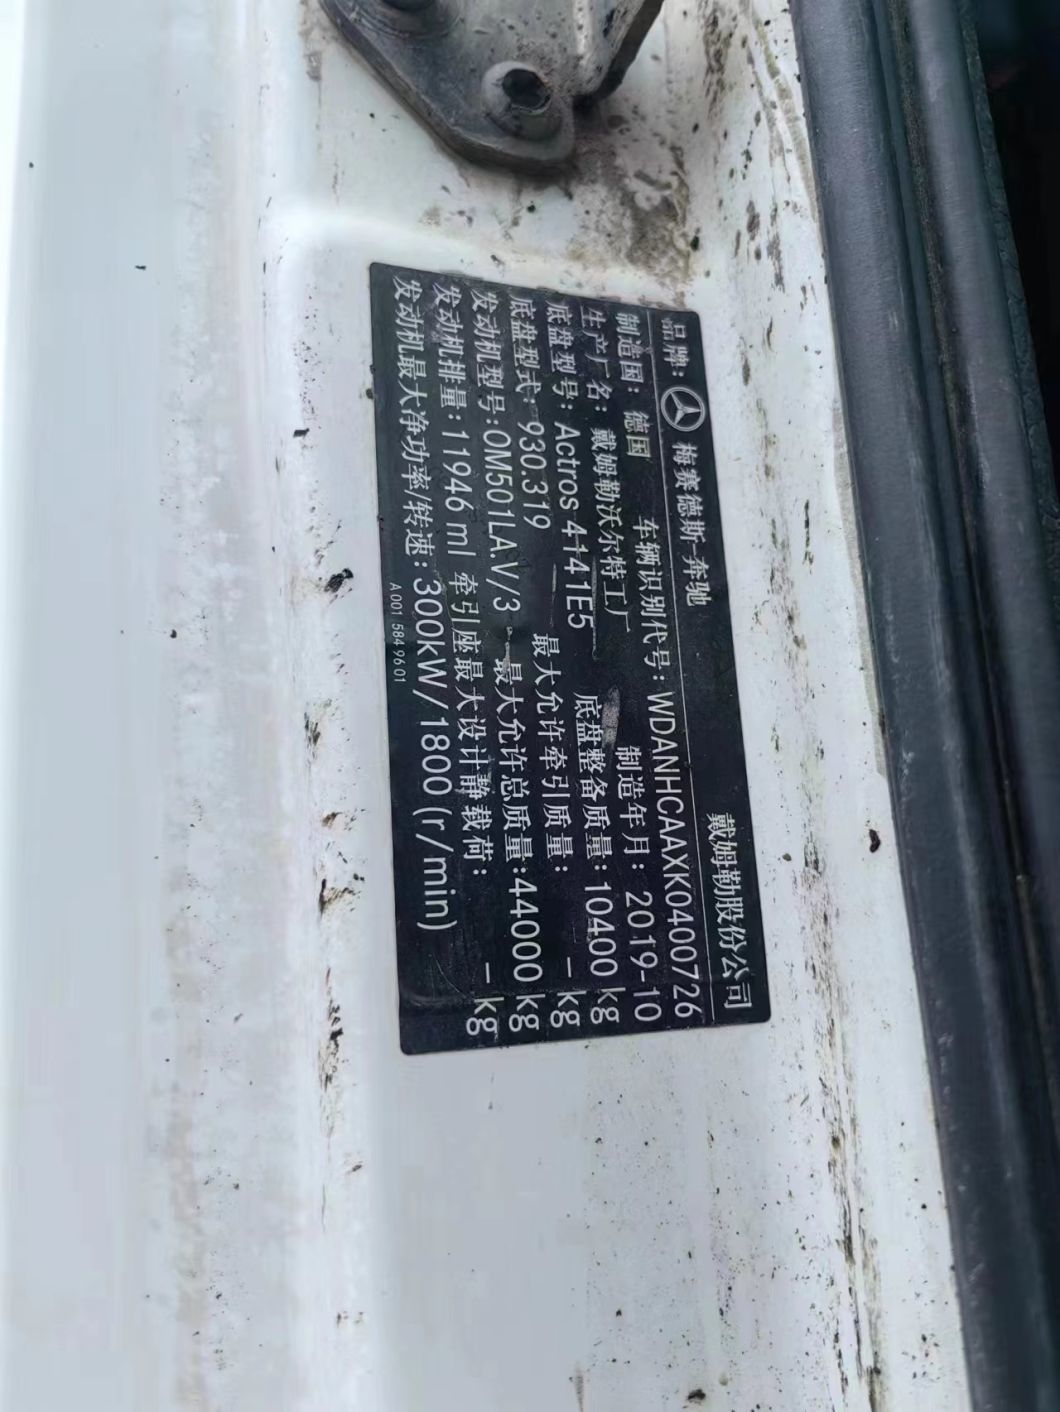 品牌: 梅赛德斯-奔驰 戴姆勒股份公司
制造国: 德国 车辆识别代号: WDANHCAAXK0400726
生产厂名: 戴姆勒沃尔特工厂 制造年月: 2019-10
底盘型号: Actros 4141E5 底盘整备质量: 10400 kg
底盘型式: 930.319 最大允许牵引质量: – kg
发动机型号: OM501LA.V/3 最大允许总质量: 44000 kg
发动机排量: 11946 ml 牵引座最大设计静载荷: – kg
发动机最大净功率/转速: 300kW/1800 (r/min)
A 001 584 96 01